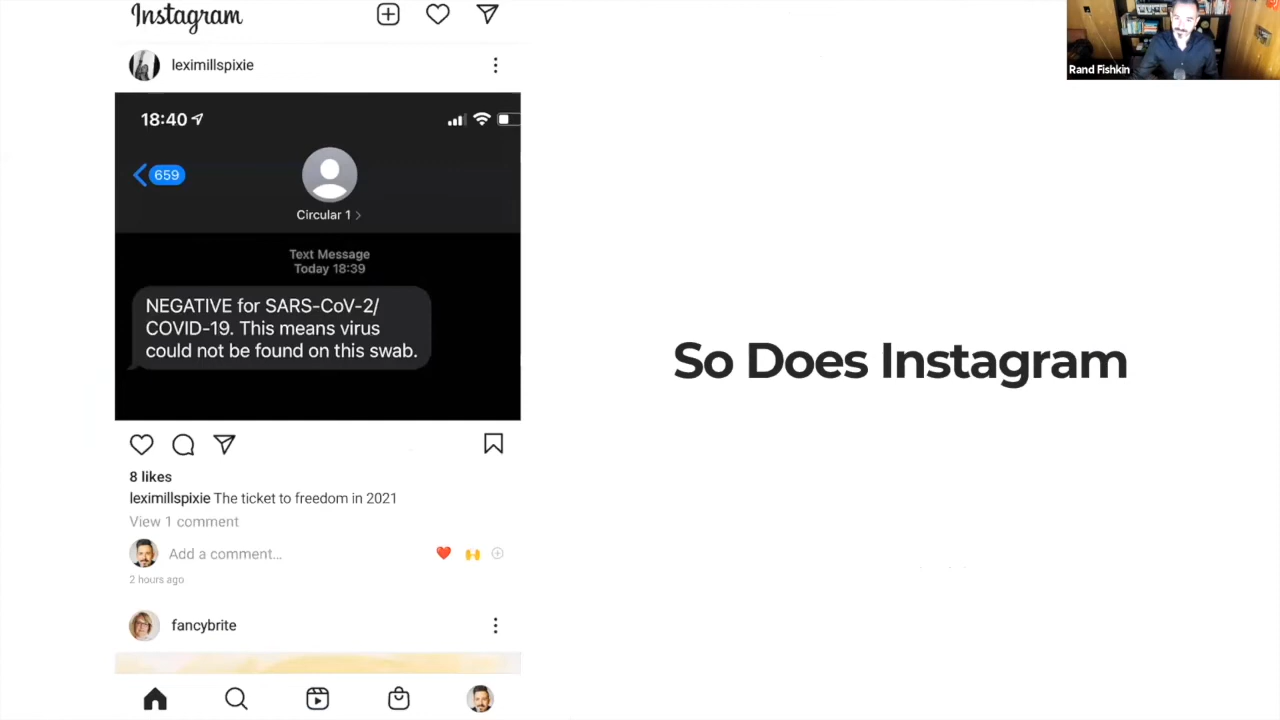 Instagram
leximillspixie
18:40
659
Circular 1
Text Message
Today 18:39
NEGATIVE for SARS-CoV-2/
COVID-19. This means virus
could not be found on this swab.
8 likes
leximillspixie The ticket to freedom in 2021
View 1 comment
Add a comment...
2 hours ago
fancybrite
So Does Instagram
Rand Fishkin